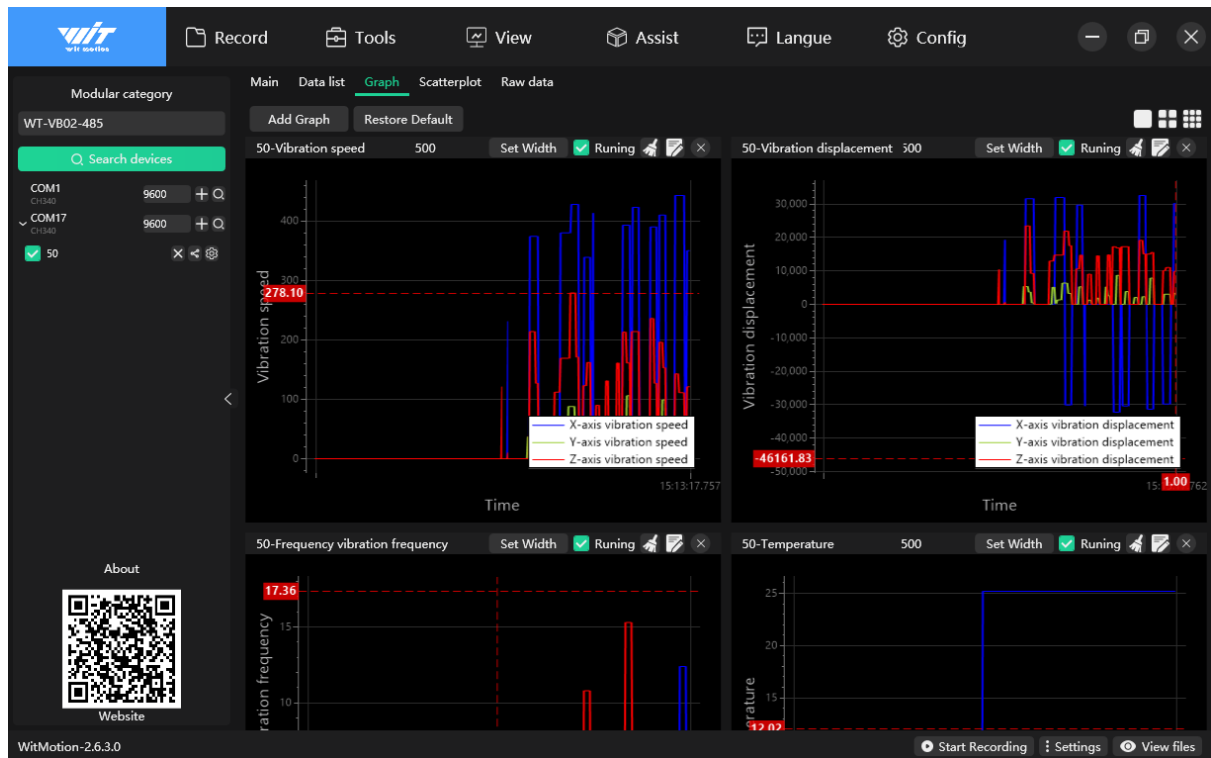 WiT
wit motion
Record
Tools
View
Assist
Langue
Config
Modular category
WT-VB02-485
Search devices
COM1
CH340
9600
COM17
CH340
9600
50
About
Website
Main
Data list
Graph
Scatterplot
Raw data
Add Graph
Restore Default
50-Vibration speed
500
Set Width
Runing
Vibration speed
400
300
278.10
200
100
0
X-axis vibration speed
Y-axis vibration speed
Z-axis vibration speed
15:13:17.757
Time
50-Vibration displacement
Set Width
Runing
Vibration displacement
30,000
20,000
10,000
0
-10,000
-20,000
-30,000
-40,000
-46161.83
-50,000
X-axis vibration displacement
Y-axis vibration displacement
Z-axis vibration displacement
1.00
Time
50-Frequency vibration frequency
Set Width
Runing
17.36
15
10
ration frequency
50-Temperature
500
Set Width
Runing
25
20
15
12.02
erature
WitMotion-2.6.3.0
Start Recording
Settings
View files